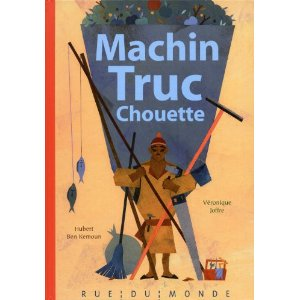 Machin
Truc
Chouette
Véronique
Joffre
Hubert
Ben Kemoun
RUE DU MONDE